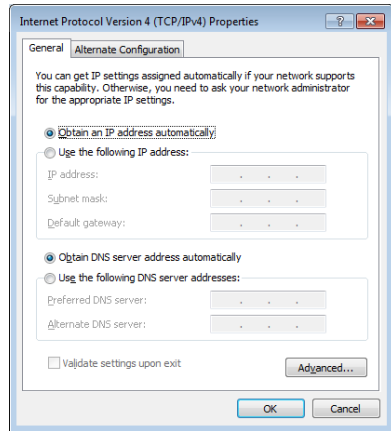 Internet Protocol Version 4 (TCP/IPv4) Properties
General
Alternate Configuration
You can get IP settings assigned automatically if your network supports
this capability. Otherwise, you need to ask your network administrator
for the appropriate IP settings.
Obtain an IP address automatically
Use the following IP address:
IP address:
Subnet mask:
Default gateway:
Obtain DNS server address automatically
Use the following DNS server addresses:
Preferred DNS server:
Alternate DNS server:
Validate settings upon exit
Advanced...
OK
Cancel